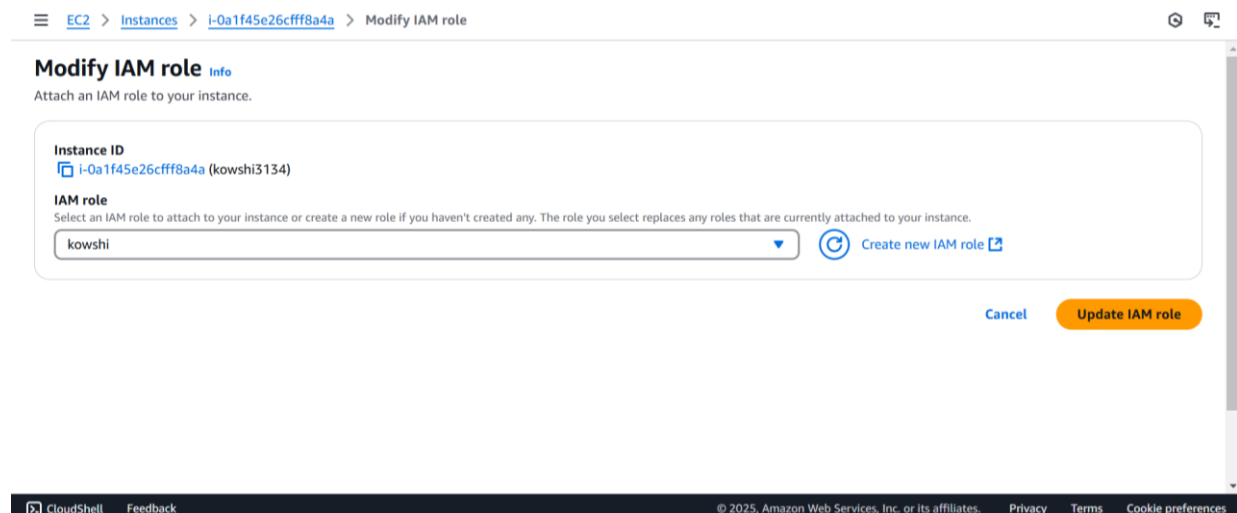 EC2 > Instances > i-0a1f45e26cfff8a4a > Modify IAM role
Modify IAM role Info
Attach an IAM role to your instance.
Instance ID
i-0a1f45e26cfff8a4a (kowshi3134)
IAM role
Select an IAM role to attach to your instance or create a new role if you haven't created any. The role you select replaces any roles that are currently attached to your instance.
kowshi
Create new IAM role
Cancel
Update IAM role
CloudShell Feedback © 2025, Amazon Web Services, Inc. or its affiliates. Privacy Terms Cookie preferences